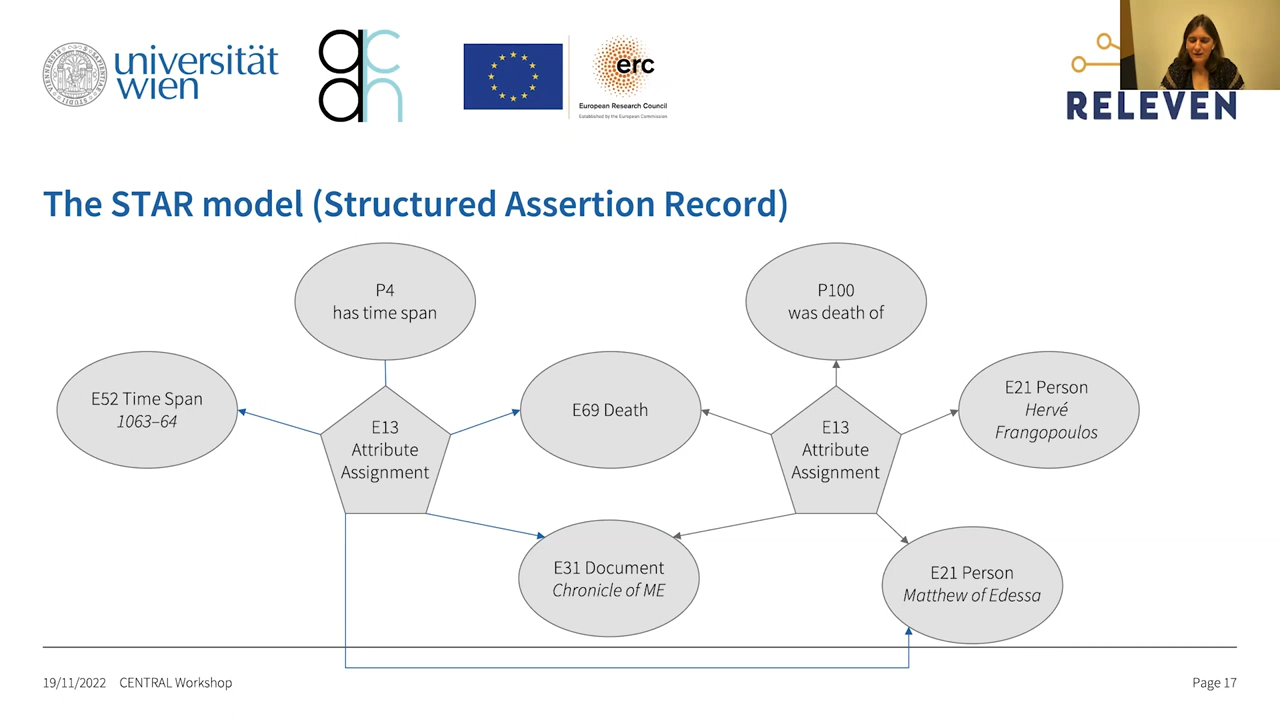 universität
wien
ac
dh
erc
European Research Council
Established by the European Commission
RELEVEN
The STAR model (Structured Assertion Record)
P4
has time span
P100
was death of
E52 Time Span
1063–64
E13
Attribute
Assignment
E69 Death
E13
Attribute
Assignment
E21 Person
Hervé
Frangopoulos
E31 Document
Chronicle of ME
E21 Person
Matthew of Edessa
19/11/2022 CENTRAL Workshop
Page 17